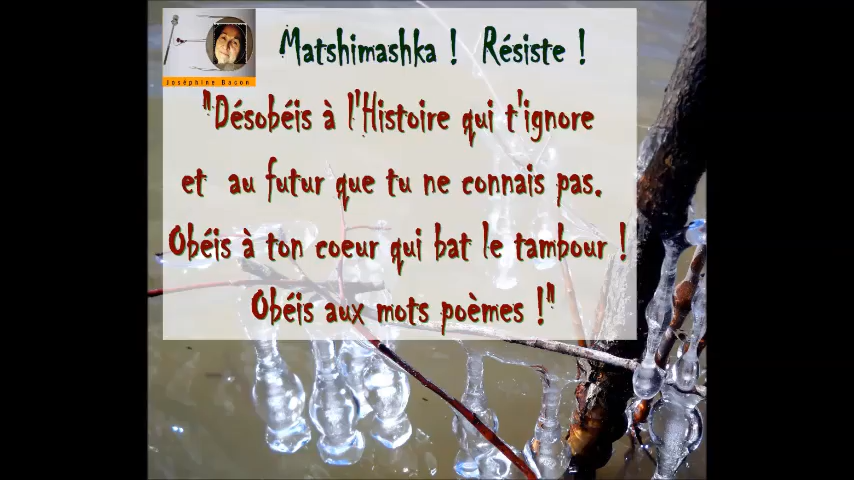 Joséphine Bacon
Matshimashka ! Résiste !
"Désobéis à l'Histoire qui t'ignore
et au futur que tu ne connais pas.
Obéis à ton coeur qui bat le tambour !
Obéis aux mots poèmes !"